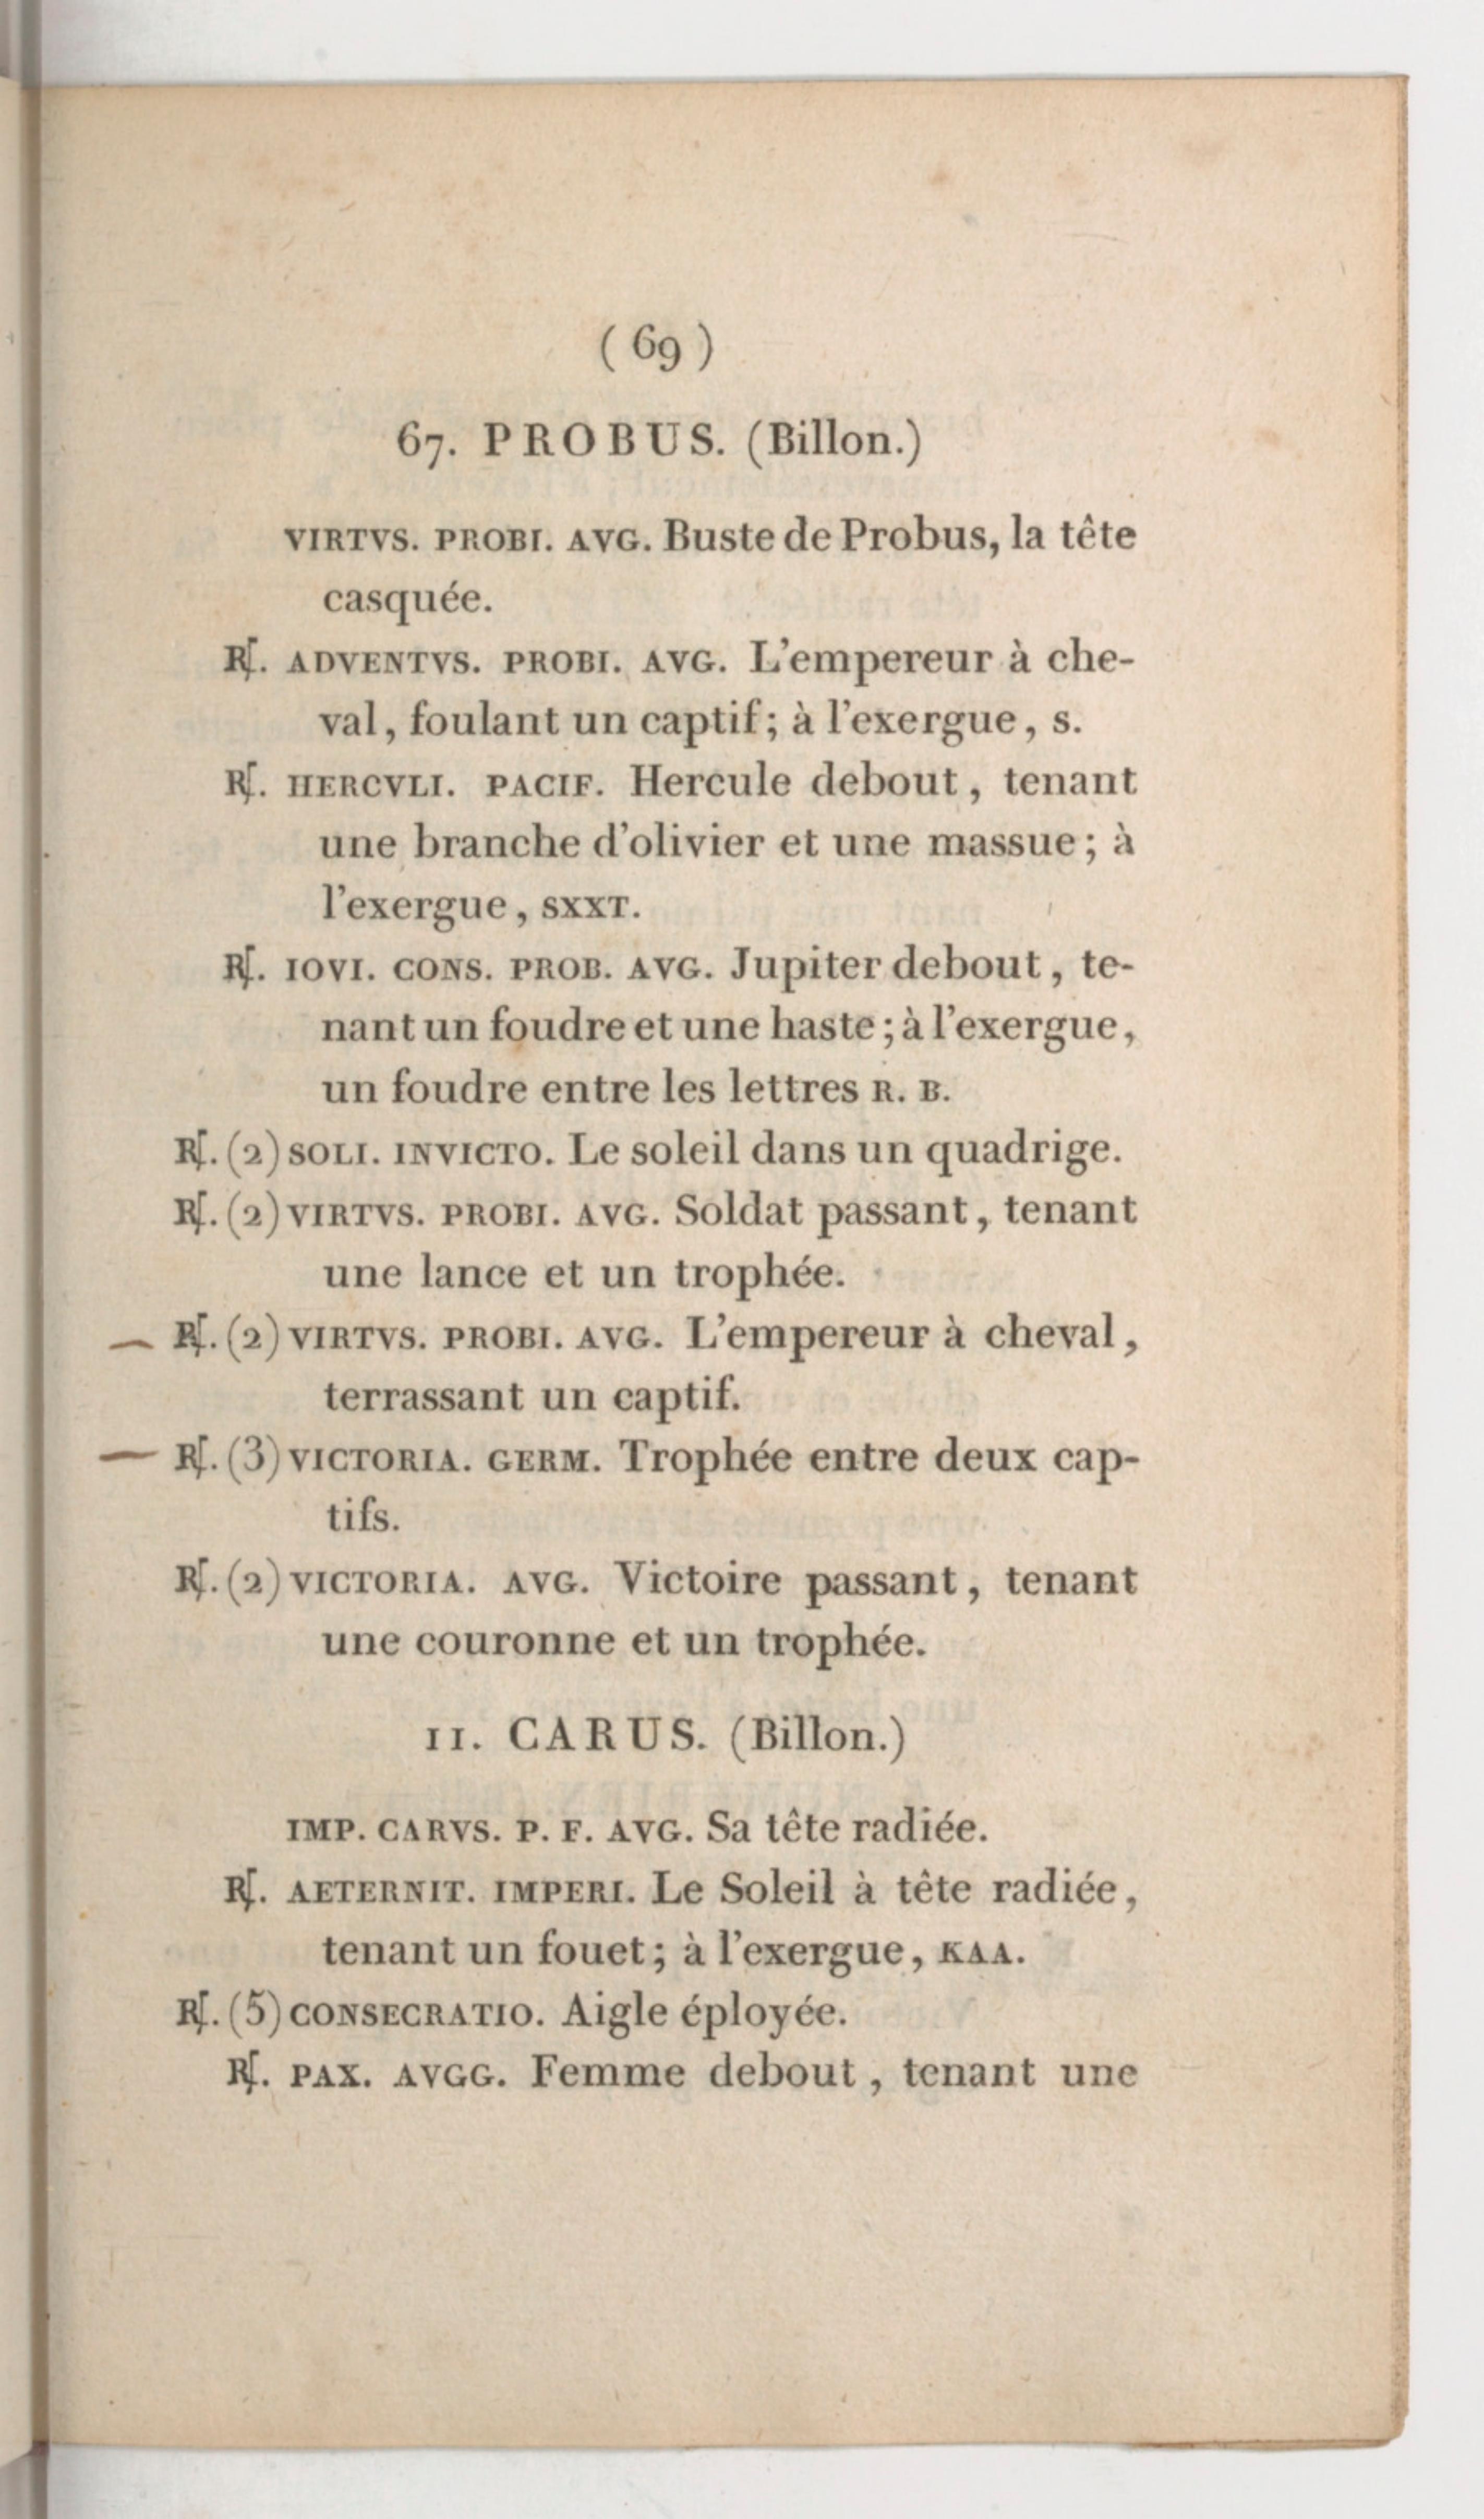 ( 69 )
67. PROBUS. (Billon.)
VIRTVS. PROBI. AVG. Buste de Probus, la tête
casquée.
℟. ADVENTVS. PROBI. AVG. L'empereur à che-
val, foulant un captif; à l'exergue, S.
℟. HERCVLI. PACIF. Hercule debout, tenant
une branche d'olivier et une massue; à
l'exergue, SXXT.
℟. IOVI. CONS. PROB. AVG. Jupiter debout, te-
nant un foudre et une haste; à l'exergue,
un foudre entre les lettres R. B.
℟. (2) SOLI. INVICTO. Le soleil dans un quadrige.
℟. (2) VIRTVS. PROBI. AVG. Soldat passant, tenant
une lance et un trophée.
— ℟. (2) VIRTVS. PROBI. AVG. L'empereur à cheval,
terrassant un captif.
— ℟. (3) VICTORIA. GERM. Trophée entre deux cap-
tifs.
℟. (2) VICTORIA. AVG. Victoire passant, tenant
une couronne et un trophée.
11. CARUS. (Billon.)
IMP. CARVS. P. F. AVG. Sa tête radiée.
℟. AETERNIT. IMPERI. Le Soleil à tête radiée,
tenant un fouet; à l'exergue, KAA.
℟. (5) CONSECRATIO. Aigle éployée.
℟. PAX. AVGG. Femme debout, tenant une